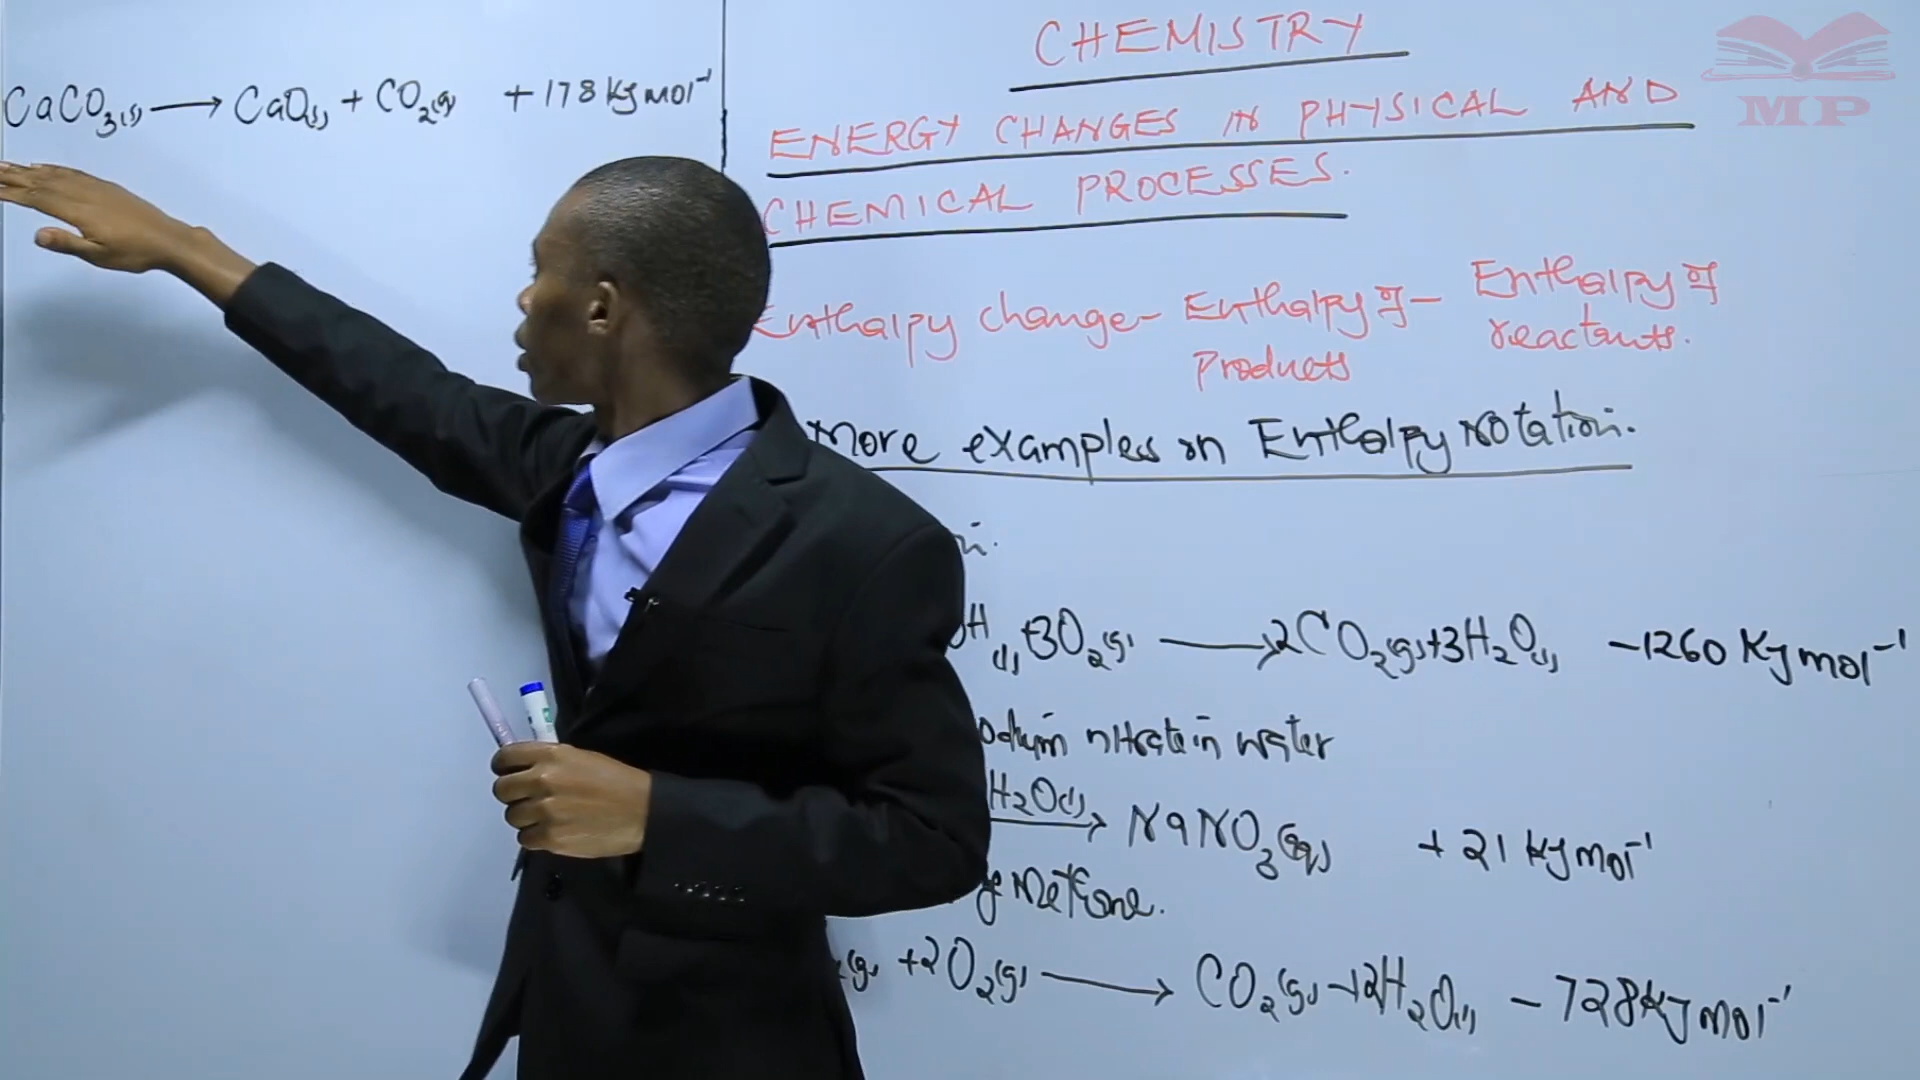 CaCO3(s) ⟶ CaO(s) + CO2(g) +178 Kj mol⁻¹
CHEMISTRY
ENERGY CHANGES IN PHYSICAL AND
CHEMICAL PROCESSES.
Enthalpy change - Enthalpy of - Enthalpy of
Products reactants.
More examples on Enthalpy Notation.
H(l) +3O2(g) ⟶ 2CO2(g)+3H2O(l) -1260 Kj mol⁻¹
odium nitrate in water
H2O(l)
⟶ NaNO3(aq) +21 Kj mol⁻¹
Methane.
(g) +2O2(g) ⟶ CO2(g) +2H2O(l) -728 Kj mol⁻¹
MP